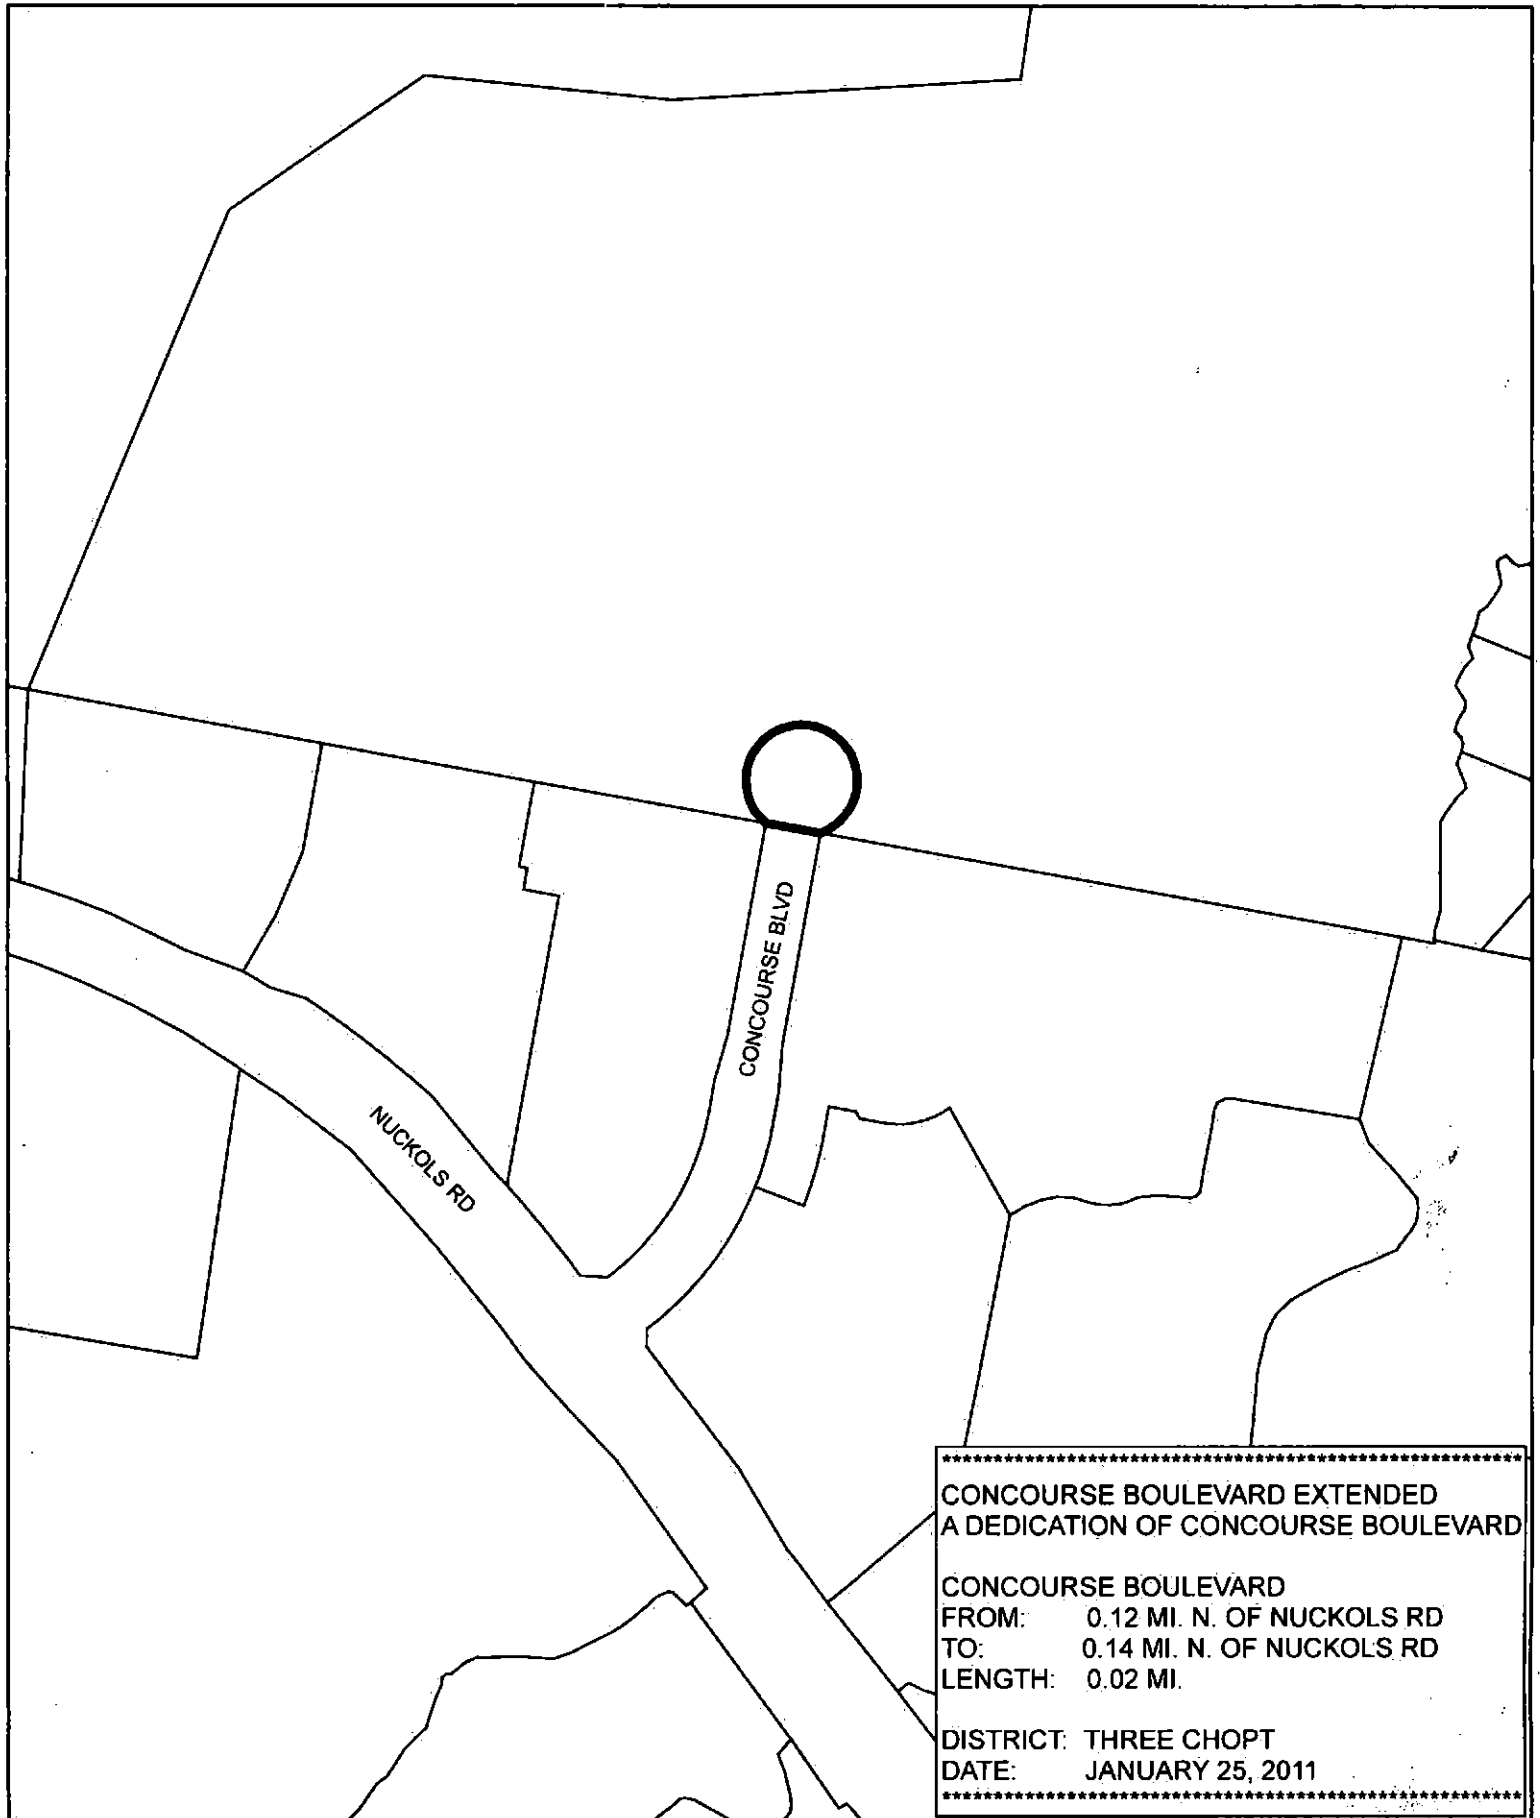 CONCOURSE BLVD
NUCKOLS RD
****************************************************************************
CONCOURSE BOULEVARD EXTENDED
A DEDICATION OF CONCOURSE BOULEVARD
CONCOURSE BOULEVARD
FROM: 0.12 MI. N. OF NUCKOLS RD
TO: 0.14 MI. N. OF NUCKOLS RD
LENGTH: 0.02 MI.
DISTRICT: THREE CHOPT
DATE: JANUARY 25, 2011
****************************************************************************